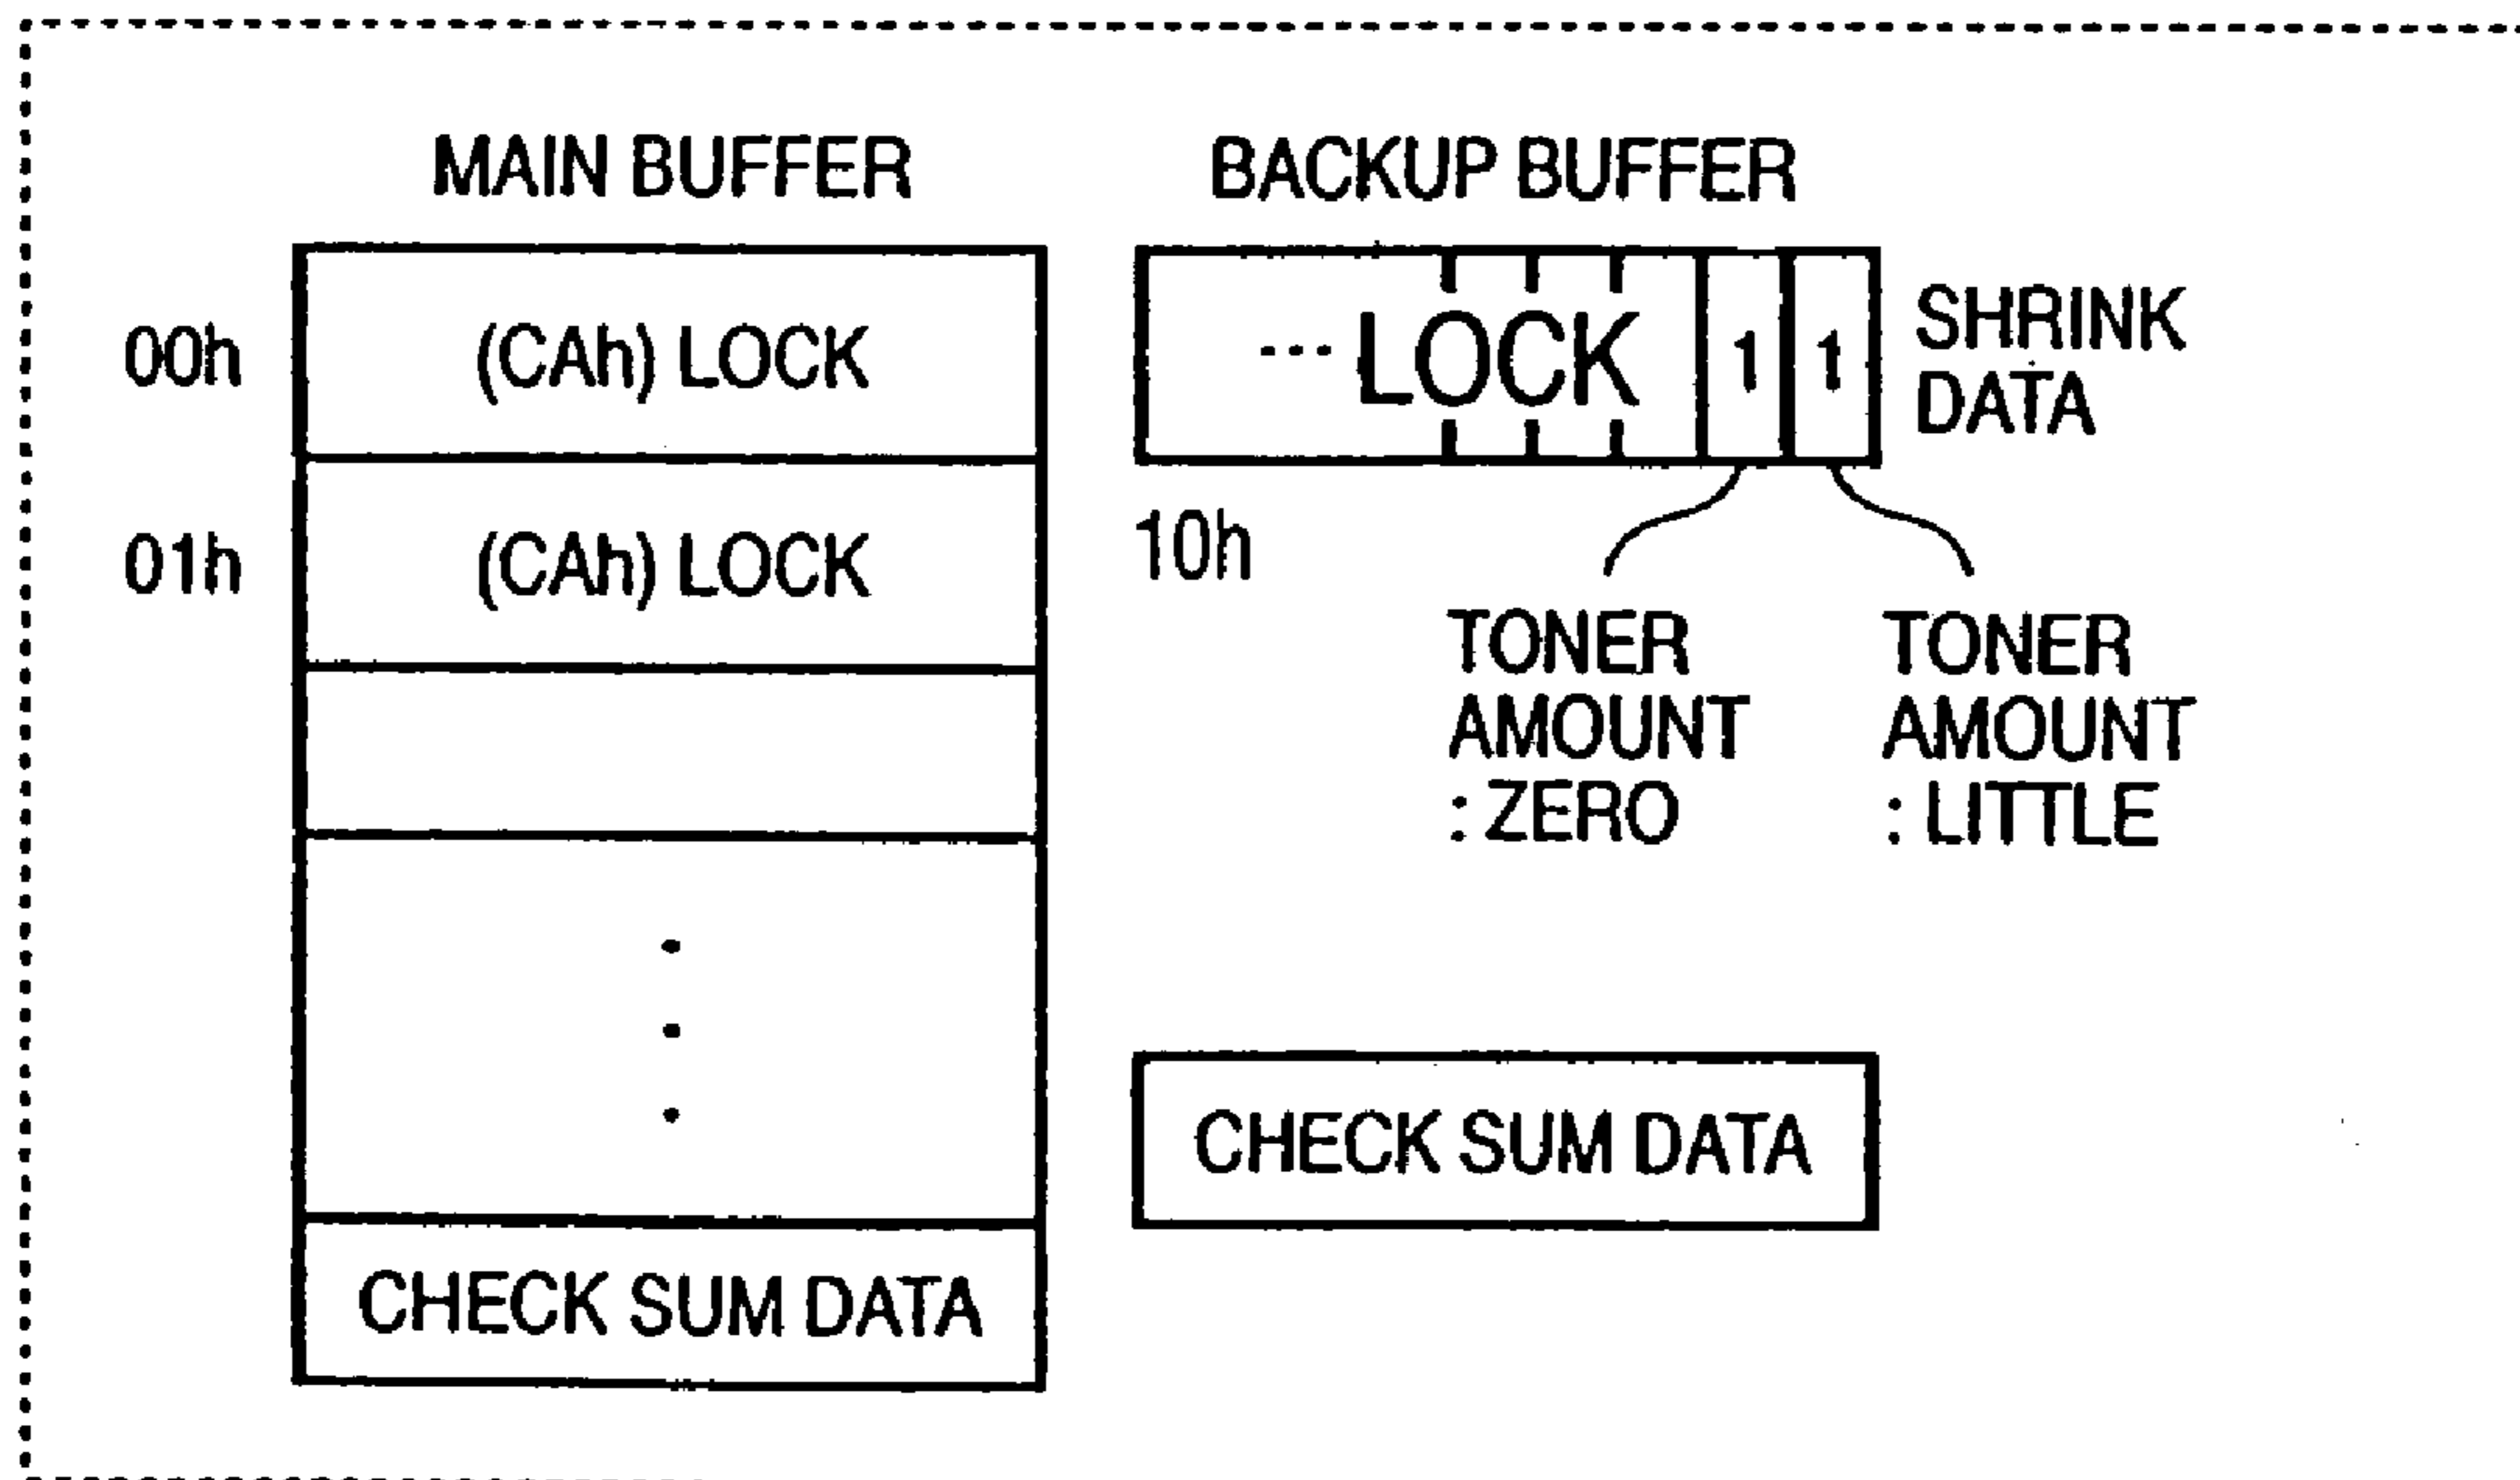 MAIN BUFFER
00h
(CAh) LOCK
01h
(CAh) LOCK
CHECK SUM DATA
BACKUP BUFFER
...LOCK 1 1
SHRINK
DATA
10h
TONER
AMOUNT
: ZERO
TONER
AMOUNT
: LITTLE
CHECK SUM DATA